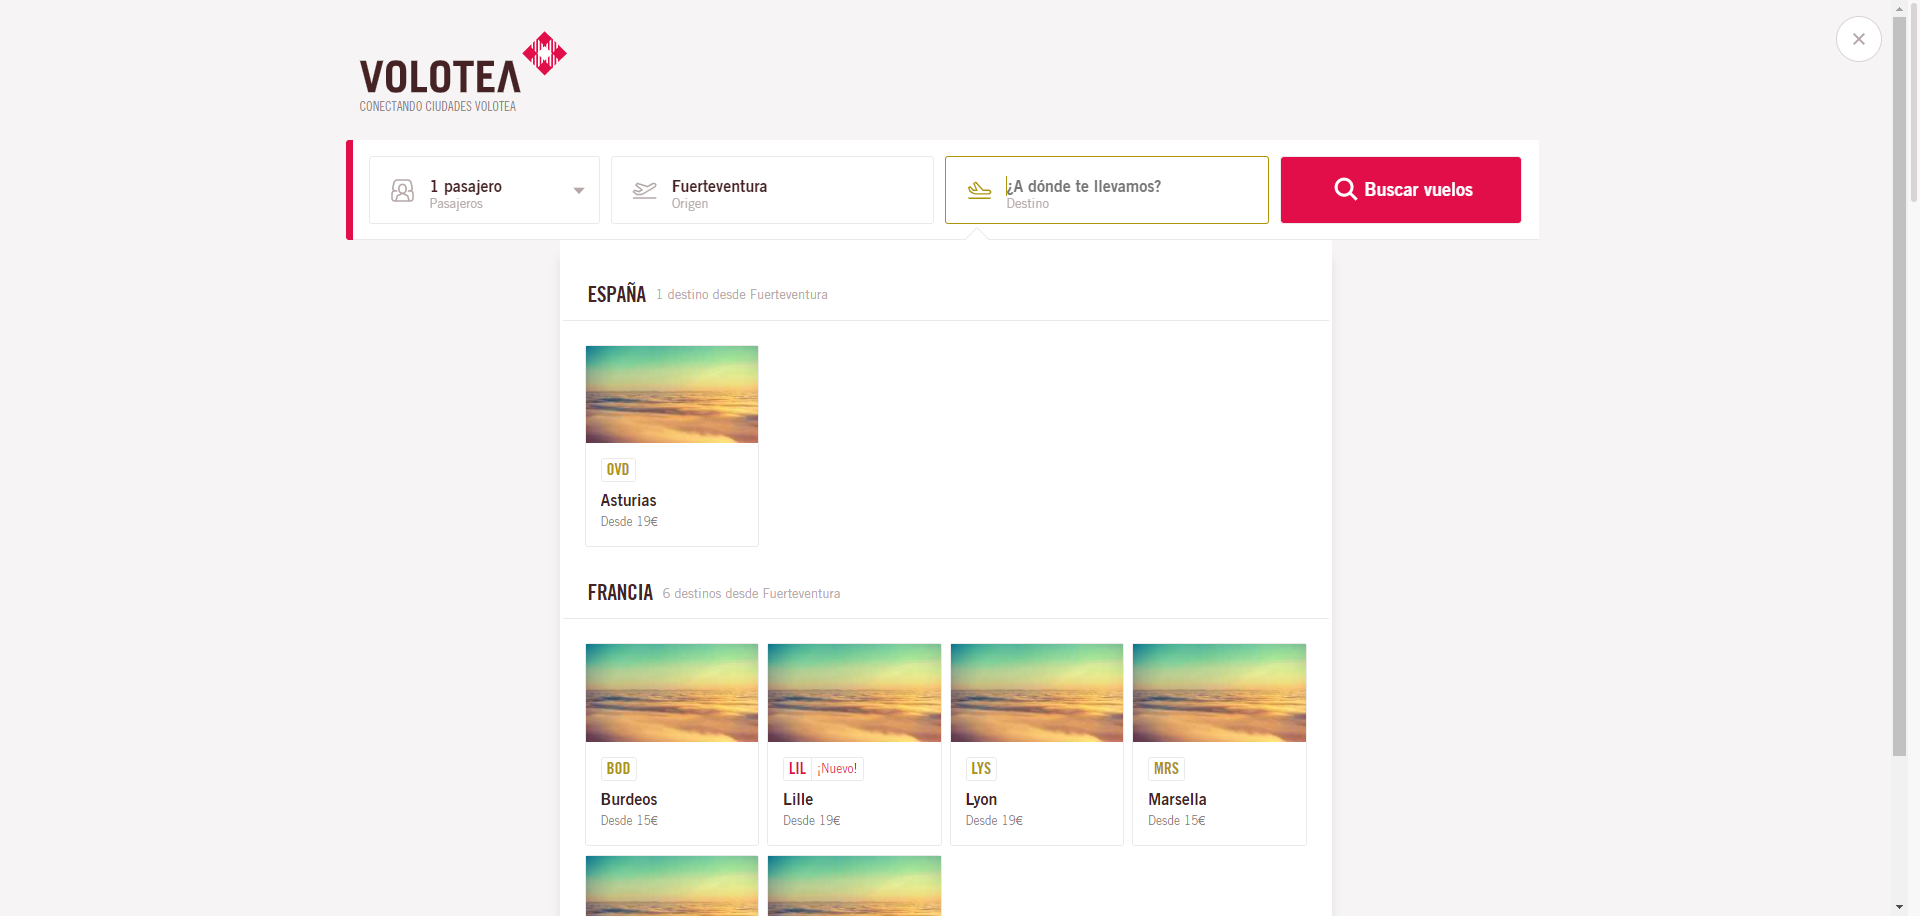 VOLOTEA
CONECTANDO CIUDADES VOLOTEA
1 pasajero
Pasajeros
Fuerteventura
Origen
¿A dónde te llevamos?
Destino
Buscar vuelos
ESPAÑA 1 destino desde Fuerteventura
OVD
Asturias
Desde 19€
FRANCIA 6 destinos desde Fuerteventura
BOD
Burdeos
Desde 15€
LIL ¡Nuevo!
Lille
Desde 19€
LYS
Lyon
Desde 19€
MRS
Marsella
Desde 15€